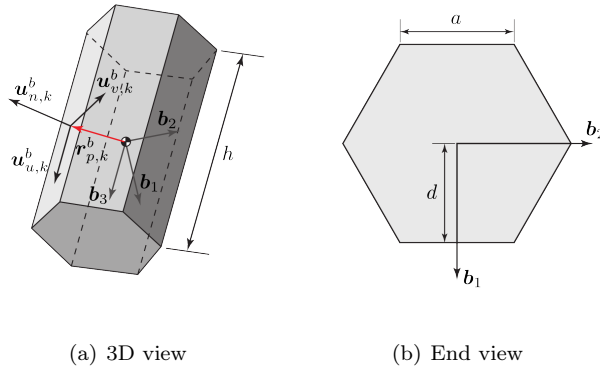 a
u^b_{v,k}
u^b_{n,k}
b_2
b_2
h
r^b_{p,k}
u^b_{u,k}
d
b_3
b_1
b_1
(a) 3D view
(b) End view